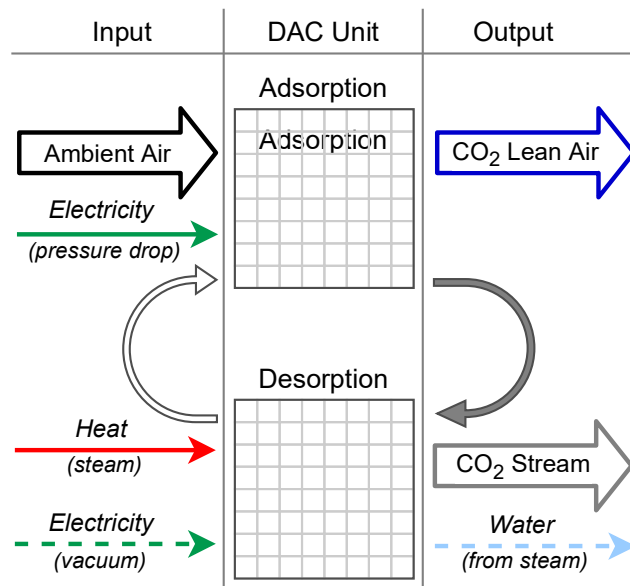 Input
DAC Unit
Output
Adsorption
Adsorption
Ambient Air
CO2 Lean Air
Electricity
(pressure drop)
Desorption
Heat
(steam)
CO2 Stream
Electricity
(vacuum)
Water
(from steam)